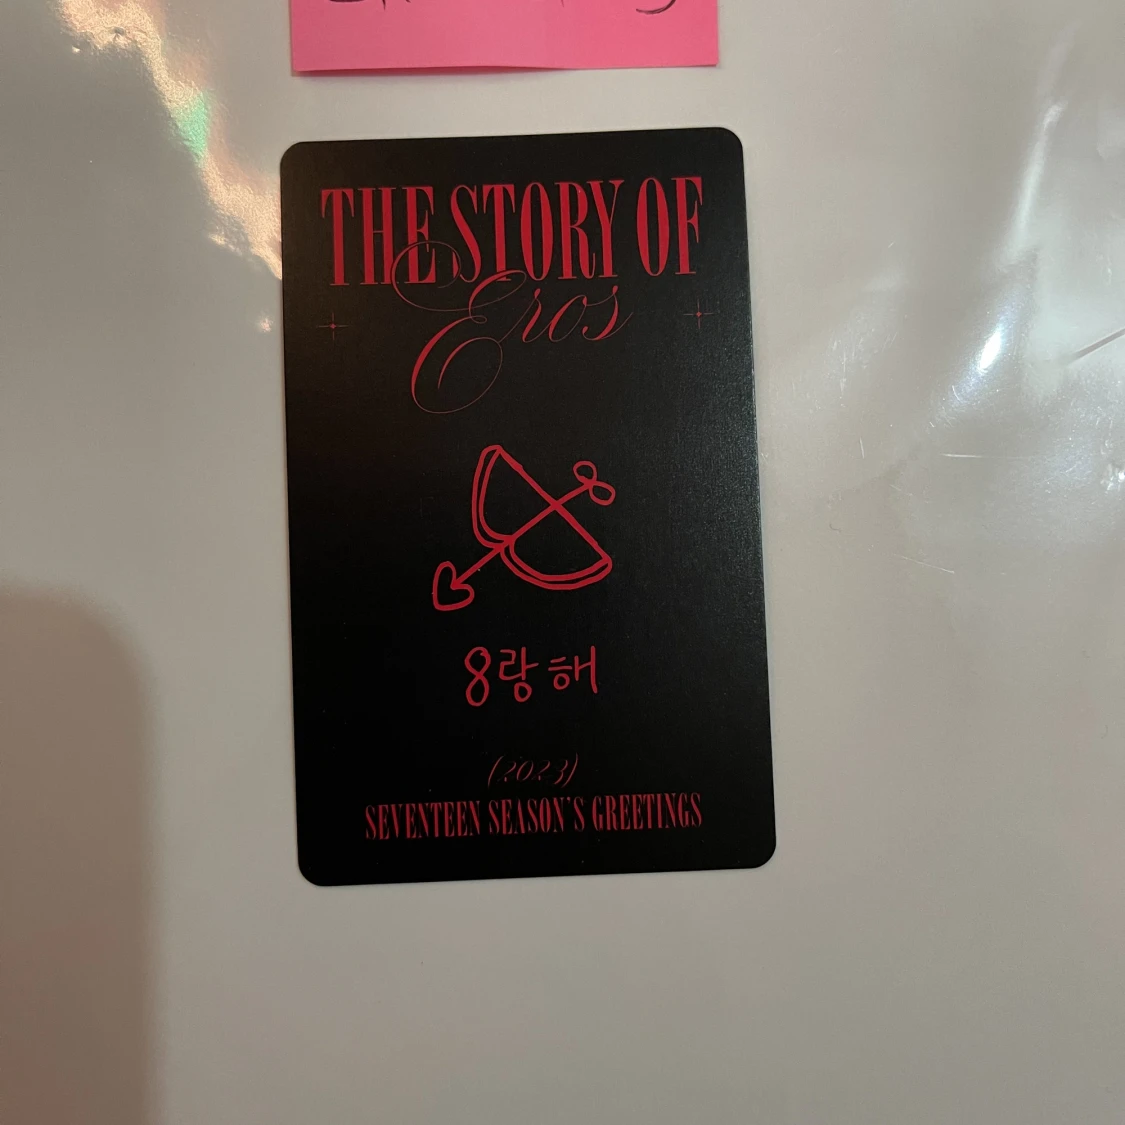 THE STORY OF
Eros
8랑해
(2023)
SEVENTEEN SEASON'S GREETINGS